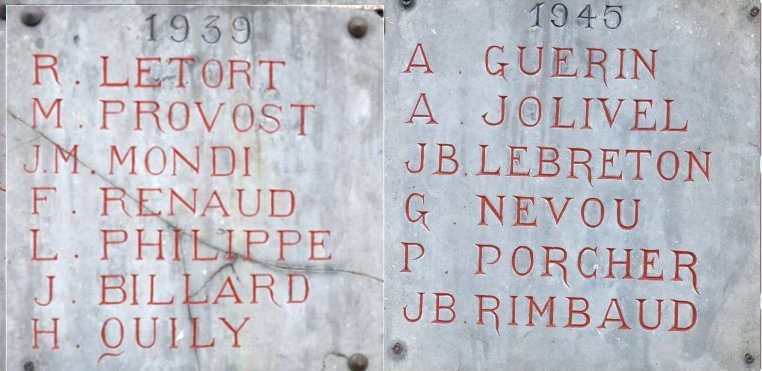 1939
R. LETORT
M. PROVOST
J.M. MONDI
F. RENAUD
L. PHILIPPE
J. BILLARD
H. QUILY
1945
A. GUERIN
A. JOLIVEL
JB. LEBRETON
G. NEVOU
P. PORCHER
JB. RIMBAUD